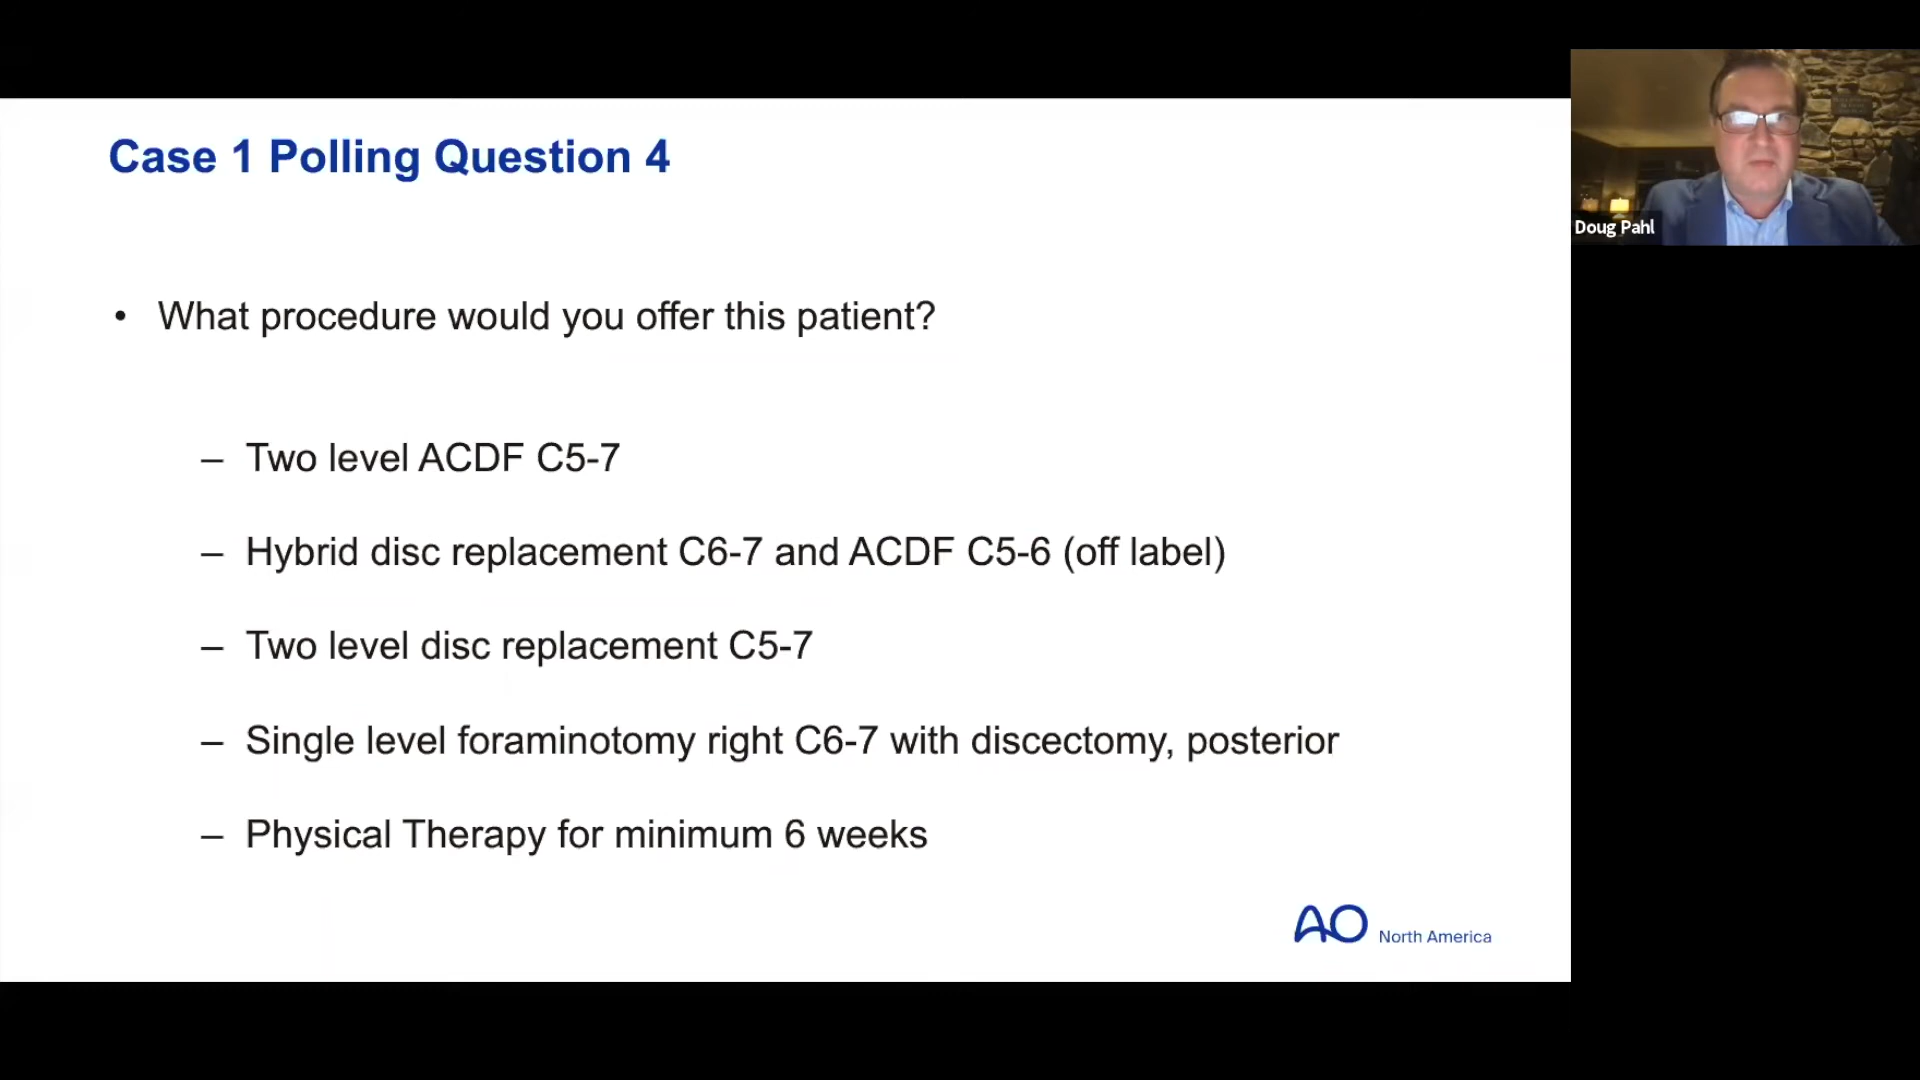 Case 1 Polling Question 4
• What procedure would you offer this patient?
– Two level ACDF C5-7
– Hybrid disc replacement C6-7 and ACDF C5-6 (off label)
– Two level disc replacement C5-7
– Single level foraminotomy right C6-7 with discectomy, posterior
– Physical Therapy for minimum 6 weeks
AO North America
Doug Pahl